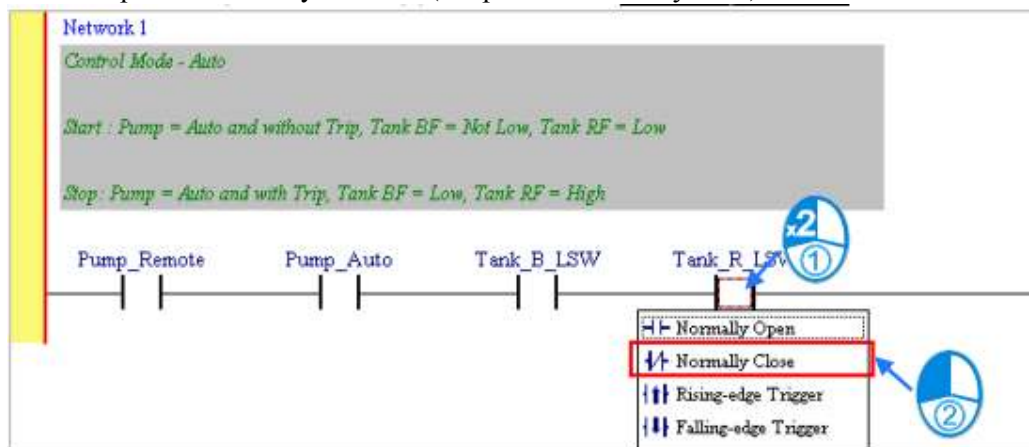 Network 1
Control Mode - Auto
Start : Pump = Auto and without Trip, Tank BF = Not Low, Tank RF = Low
Stop : Pump = Auto and with Trip, Tank BF = Low, Tank RF = High
x2
1
Pump_Remote Pump_Auto Tank_B_LSW
Normally Open
Normally Close
Rising-edge Trigger
Falling-edge Trigger
2